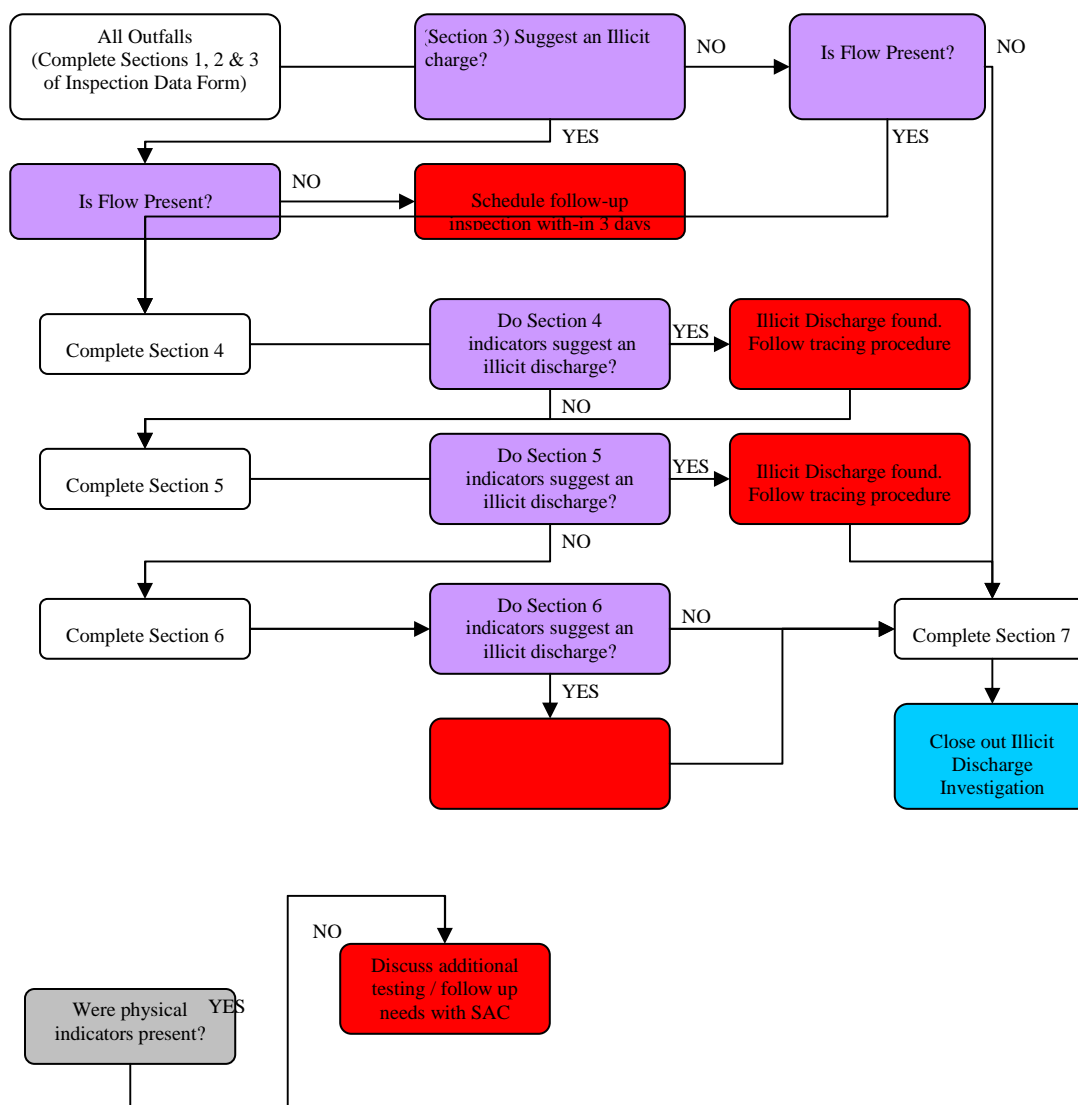 All Outfalls
(Complete Sections 1, 2 & 3
of Inspection Data Form)
(Section 3) Suggest an Illicit
charge?
NO
Is Flow Present?
NO
YES
YES
Is Flow Present?
NO
Schedule follow-up
inspection with-in 3 days
Complete Section 4
Do Section 4
indicators suggest an
illicit discharge?
YES
Illicit Discharge found.
Follow tracing procedure
NO
Complete Section 5
Do Section 5
indicators suggest an
illicit discharge?
YES
Illicit Discharge found.
Follow tracing procedure
NO
Complete Section 6
Do Section 6
indicators suggest an
illicit discharge?
NO
Complete Section 7
YES
Close out Illicit
Discharge
Investigation
NO
Discuss additional
testing / follow up
needs with SAC
Were physical
indicators present?
YES